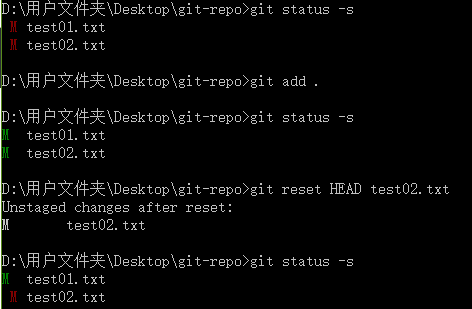 D:\用户文件夹\Desktop\git-repo>git status -s
 M test01.txt
 M test02.txt
D:\用户文件夹\Desktop\git-repo>git add .
D:\用户文件夹\Desktop\git-repo>git status -s
M  test01.txt
M  test02.txt
D:\用户文件夹\Desktop\git-repo>git reset HEAD test02.txt
Unstaged changes after reset:
M       test02.txt
D:\用户文件夹\Desktop\git-repo>git status -s
M  test01.txt
 M test02.txt